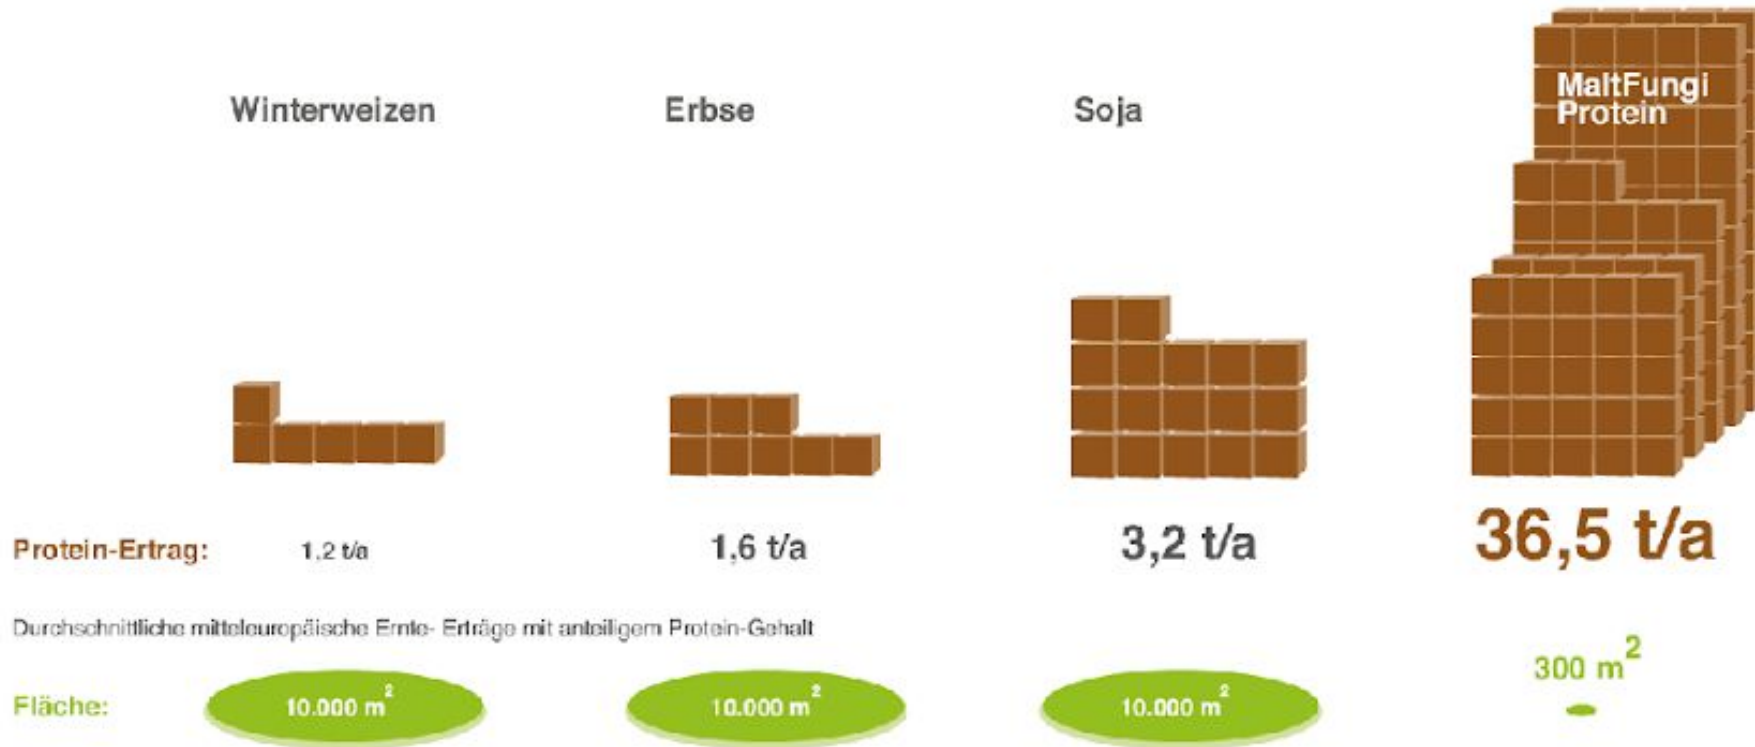 Winterweizen
Erbse
Soja
MaltFungi
Protein
Protein-Ertrag:
1,2 t/a
1,6 t/a
3,2 t/a
36,5 t/a
Durchschnittliche mitteleuropäische Ernte- Erträge mit anteiligem Protein-Gehalt
Fläche:
10.000 m²
10.000 m²
10.000 m²
300 m²